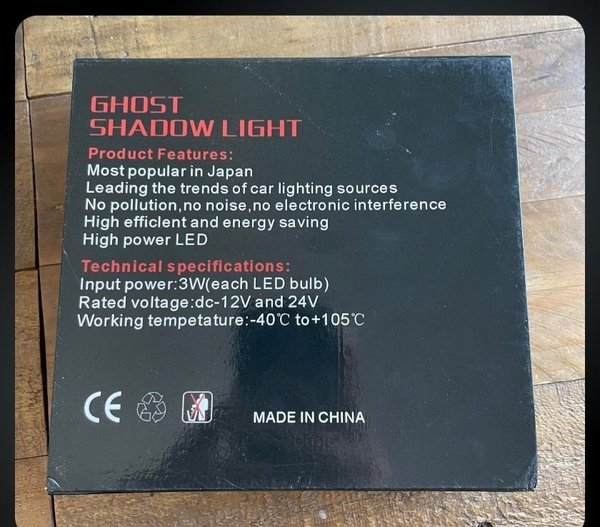 GHOST
SHADOW LIGHT
Product Features:
Most popular in Japan
Leading the trends of car lighting sources
No pollution,no noise,no electronic interference
High efficient and energy saving
High power LED
Technical specifications:
Input power:3W(each LED bulb)
Rated voltage:dc-12V and 24V
Working tempetature:-40℃ to+105℃
CE
MADE IN CHINA